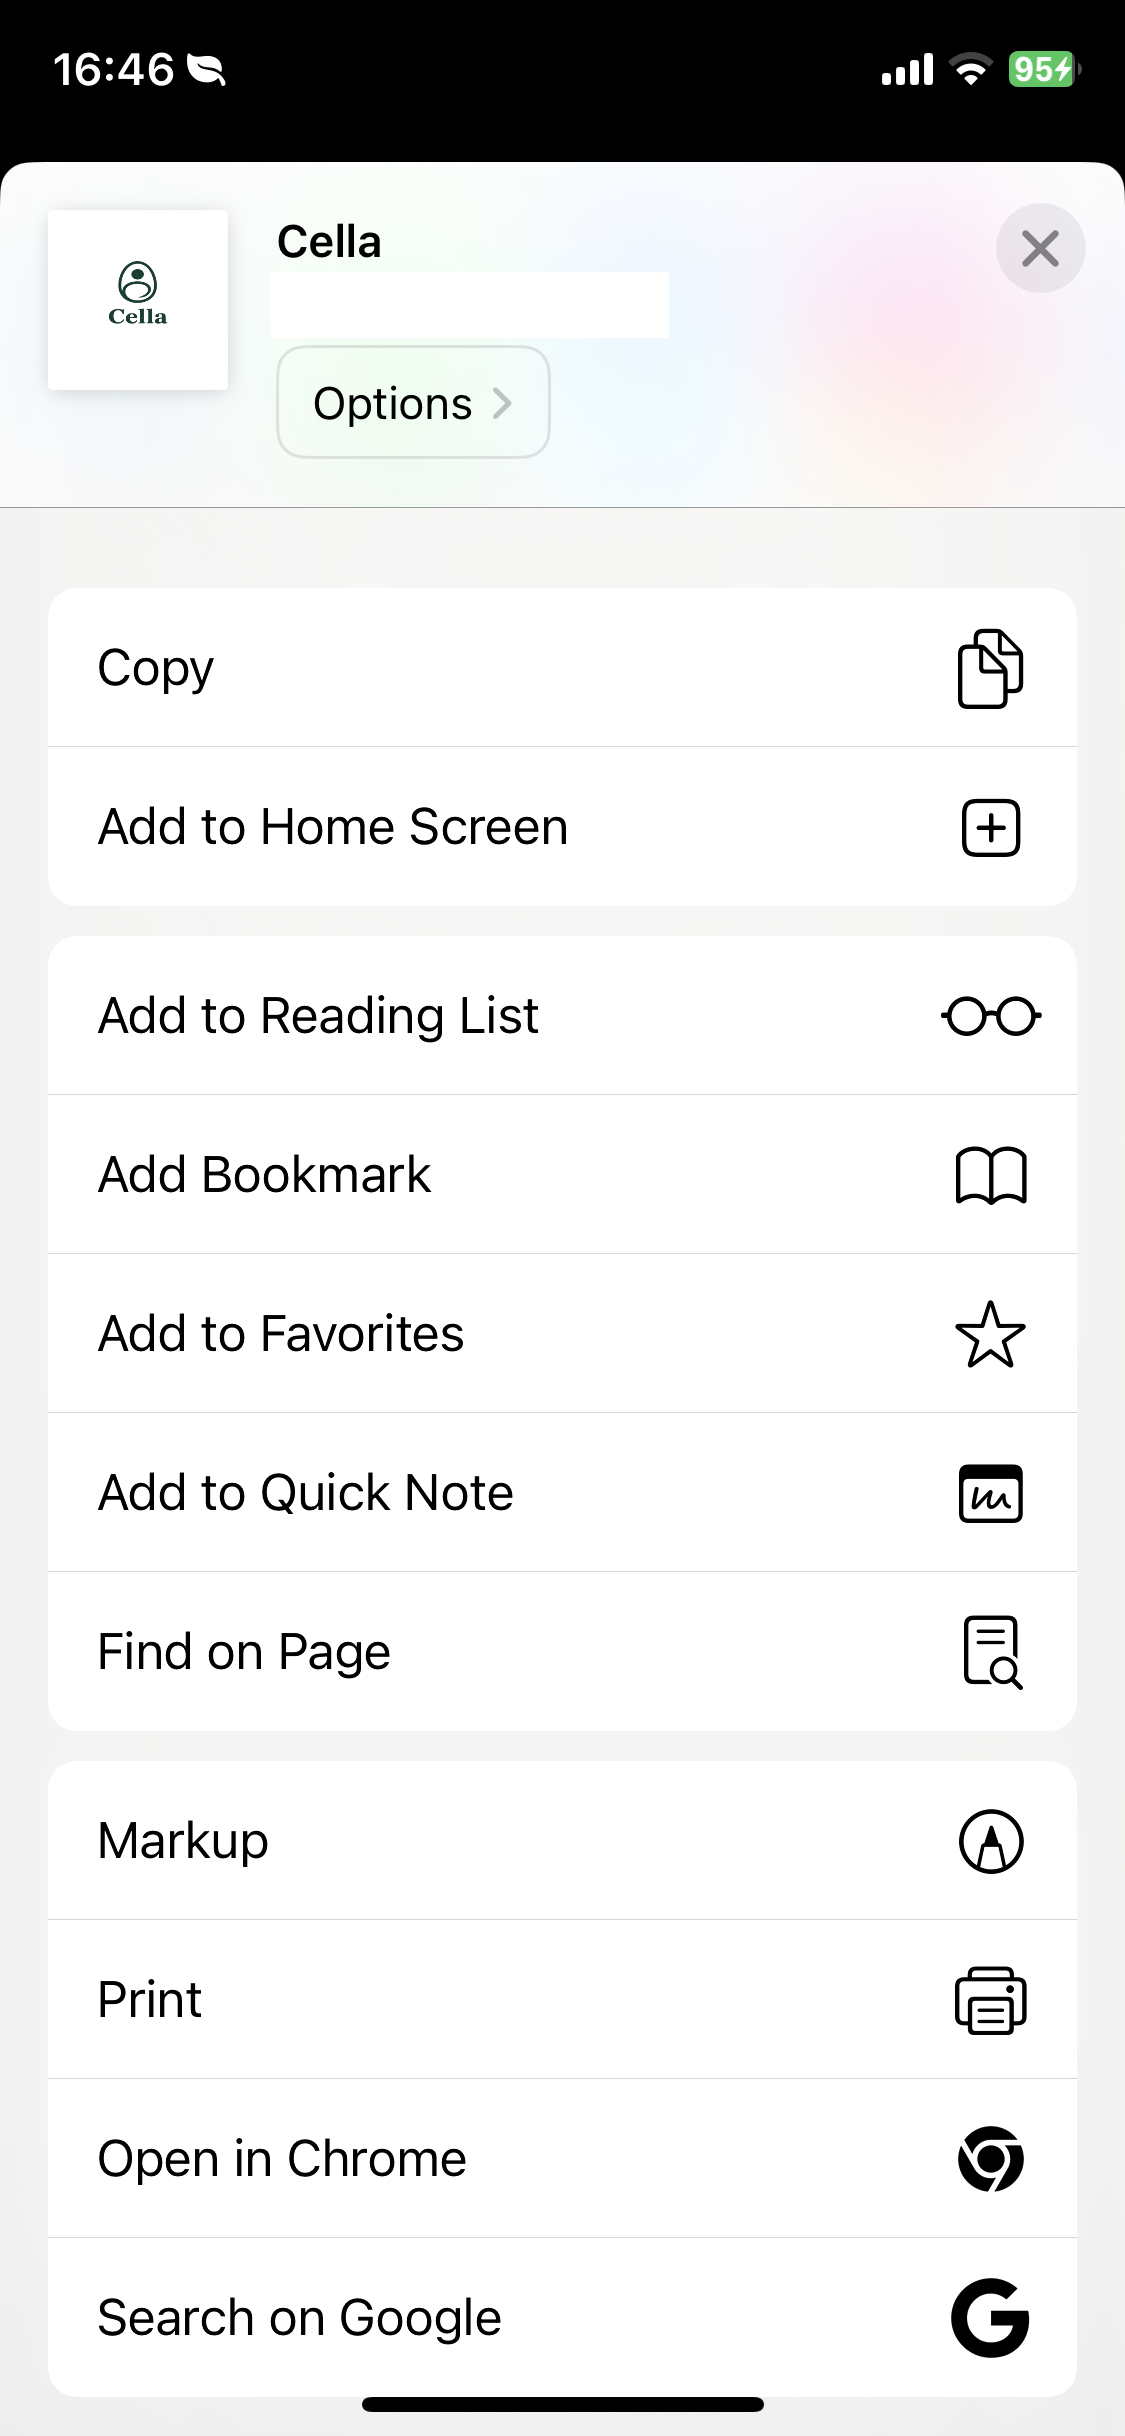 16:46
95
Cella
Cella
Options
Copy
Add to Home Screen
Add to Reading List
Add Bookmark
Add to Favorites
Add to Quick Note
Find on Page
Markup
Print
Open in Chrome
Search on Google